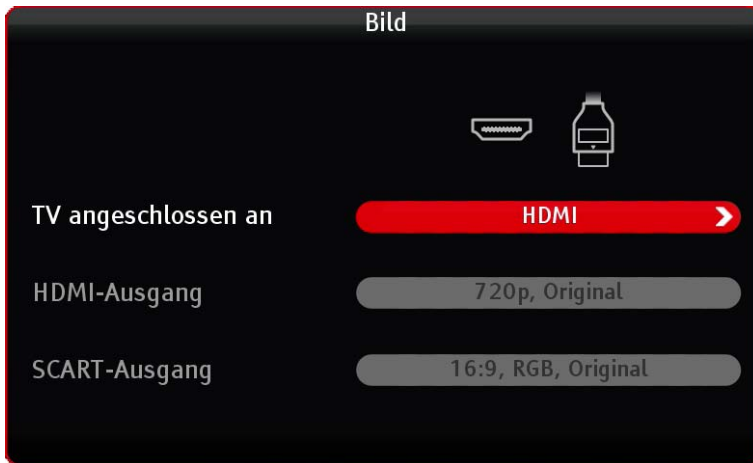 Bild
TV angeschlossen an HDMI
HDMI-Ausgang 720p, Original
SCART-Ausgang 16:9, RGB, Original